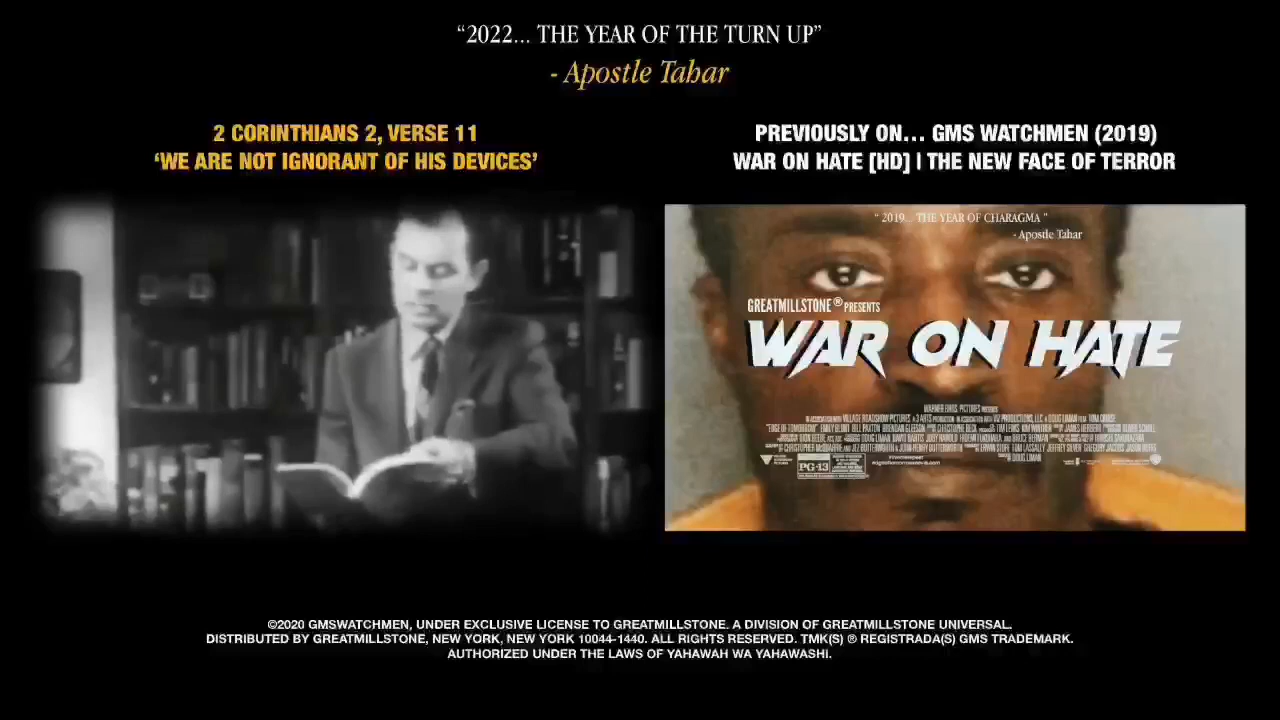 “2022... THE YEAR OF THE TURN UP”
- Apostle Tahar
2 CORINTHIANS 2, VERSE 11
‘WE ARE NOT IGNORANT OF HIS DEVICES’
PREVIOUSLY ON... GMS WATCHMEN (2019)
WAR ON HATE [HD] | THE NEW FACE OF TERROR
“ 2019... THE YEAR OF CHARAGMA ”
- Apostle Tahar
GREATMILLSTONE ® PRESENTS
WAR ON HATE
WARNER BROS. PICTURES PRESENTS
PG-13
©2020 GMSWATCHMEN, UNDER EXCLUSIVE LICENSE TO GREATMILLSTONE. A DIVISION OF GREATMILLSTONE UNIVERSAL.
DISTRIBUTED BY GREATMILLSTONE, NEW YORK, NEW YORK 10044-1440. ALL RIGHTS RESERVED. TMK(S) ® REGISTRADA(S) GMS TRADEMARK.
AUTHORIZED UNDER THE LAWS OF YAHAWAH WA YAHAWASHI.